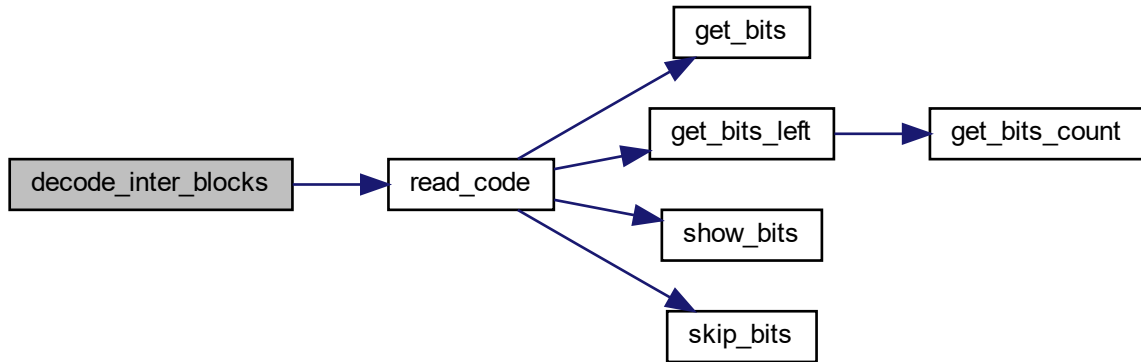 get_bits
get_bits_left
get_bits_count
decode_inter_blocks
read_code
show_bits
skip_bits